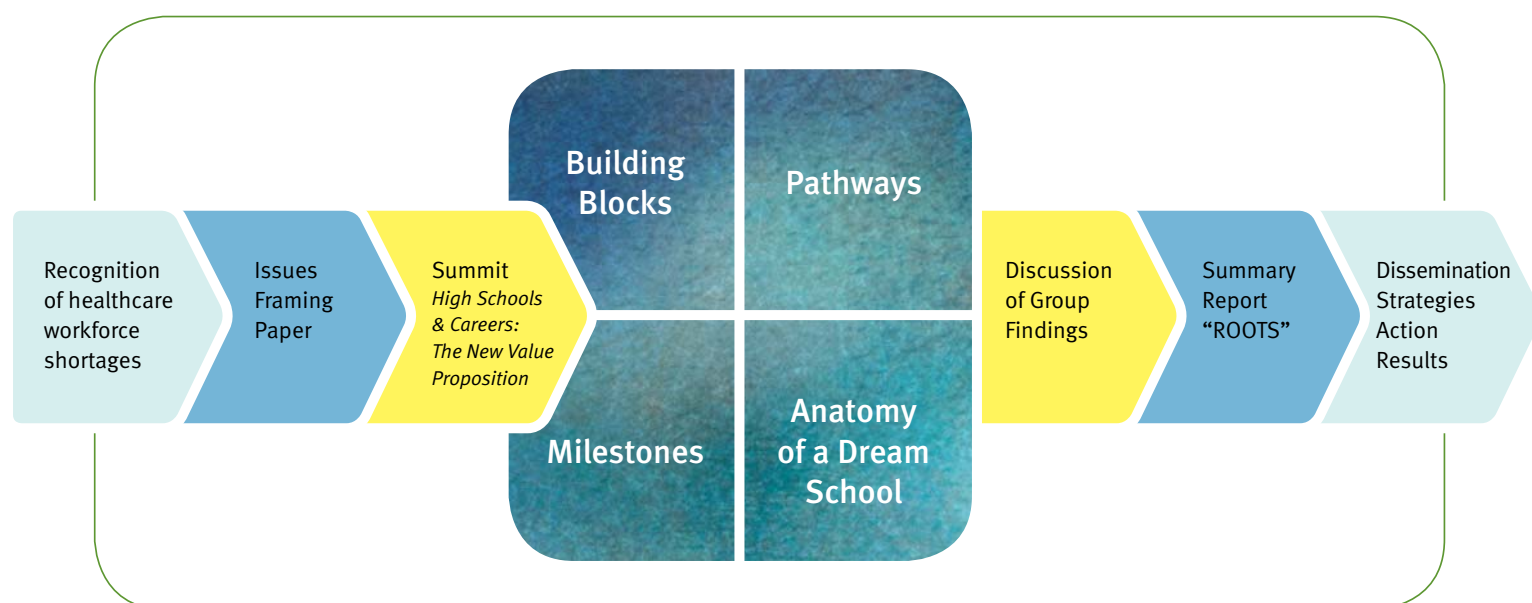 Recognition
of healthcare
workforce
shortages
Issues
Framing
Paper
Summit
High Schools
& Careers:
The New Value
Proposition
Building
Blocks
Pathways
Milestones
Anatomy
of a Dream
School
Discussion
of Group
Findings
Summary
Report
“ROOTS”
Dissemination
Strategies
Action
Results